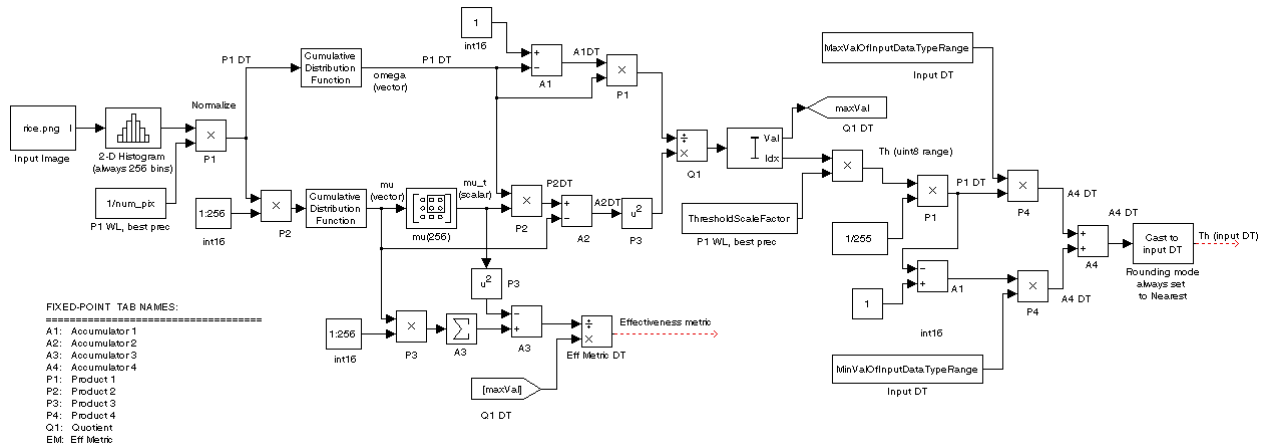 1
int16
P1 DT
Cumulative
Distribution
Function
omega
(vector)
P1 DT
+
−
A1
A1DT
×
P1
MaxValOfInputDataTypeRange
Input DT
maxVal
Q1 DT
rice.png I
Input Image
2-D Histogram
(always 256 bins)
Normalize
×
P1
1/num_pix
P1 WL, best prec
÷
×
Q1
Val
Idx
×
Th (uint8 range)
×
P1
P1 DT
×
P4
A4 DT
1:256
int16
×
P2
Cumulative
Distribution
Function
mu
(vector)
mu(256)
mu_t
(scalar)
×
P2
P2DT
+
−
A2
A2DT
u²
P3
ThresholdScaleFactor
P1 WL, best prec
1/255
A4 DT
+
+
A4
Cast to
input DT
Th (input DT)
Rounding mode
always set
to Nearest
u²
P3
−
+
A1
1
int16
×
P4
A4 DT
MinValOfInputDataTypeRange
Input DT
1:256
int16
×
P3
Σ
A3
−
+
A3
÷
×
Eff Metric DT
Effectiveness metric
[maxVal]
Q1 DT
FIXED-POINT TAB NAMES:
==================================
A1: Accumulator 1
A2: Accumulator 2
A3: Accumulator 3
A4: Accumulator 4
P1: Product 1
P2: Product 2
P3: Product 3
P4: Product 4
Q1: Quotient
EM: Eff Metric